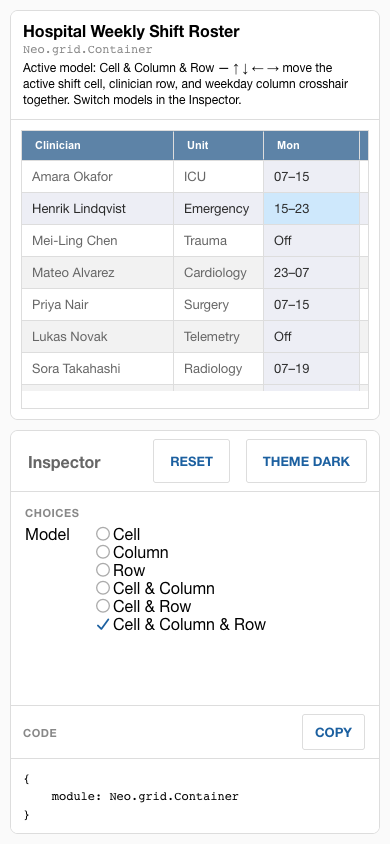 Hospital Weekly Shift Roster
Neo.grid.Container
Active model: Cell & Column & Row — ↑ ↓ ← → move the
active shift cell, clinician row, and weekday column crosshair
together. Switch models in the Inspector.
Clinician Unit Mon
Amara Okafor ICU 07–15
Henrik Lindqvist Emergency 15–23
Mei-Ling Chen Trauma Off
Mateo Alvarez Cardiology 23–07
Priya Nair Surgery 07–15
Lukas Novak Telemetry Off
Sora Takahashi Radiology 07–19
Inspector RESET THEME DARK
CHOICES
Model Cell
Column
Row
Cell & Column
Cell & Row
Cell & Column & Row
CODE COPY
{
module: Neo.grid.Container
}